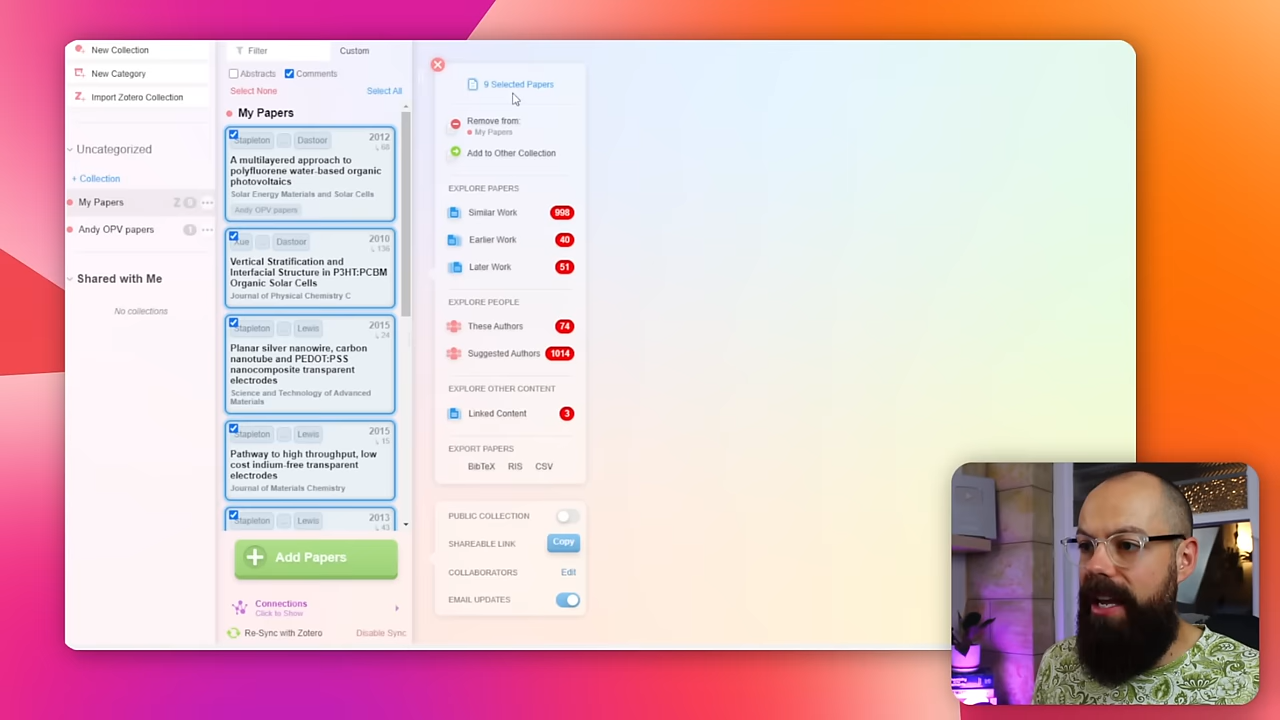 New Collection
New Category
Import Zotero Collection
Uncategorized
+ Collection
My Papers
Z
Andy OPV papers
1
Shared with Me
No collections
Filter
Custom
Abstracts
Comments
Select None
Select All
My Papers
Stapleton
...
Dastoor
2012
68
A multilayered approach to
polyfluorene water-based organic
photovoltaics
Solar Energy Materials and Solar Cells
Andy OPV papers
Xue
...
Dastoor
2010
136
Vertical Stratification and
Interfacial Structure in P3HT:PCBM
Organic Solar Cells
Journal of Physical Chemistry C
Stapleton
...
Lewis
2015
24
Planar silver nanowire, carbon
nanotube and PEDOT:PSS
nanocomposite transparent
electrodes
Science and Technology of Advanced
Materials
Stapleton
...
Lewis
2015
15
Pathway to high throughput, low
cost indium-free transparent
electrodes
Journal of Materials Chemistry
Stapleton
...
Lewis
2013
43
Add Papers
Connections
Click to Show
Re-Sync with Zotero
Disable Sync
9 Selected Papers
Remove from:
My Papers
Add to Other Collection
EXPLORE PAPERS
Similar Work
998
Earlier Work
40
Later Work
51
EXPLORE PEOPLE
These Authors
74
Suggested Authors
1014
EXPLORE OTHER CONTENT
Linked Content
3
EXPORT PAPERS
BibTeX RIS CSV
PUBLIC COLLECTION
SHAREABLE LINK
Copy
COLLABORATORS
Edit
EMAIL UPDATES